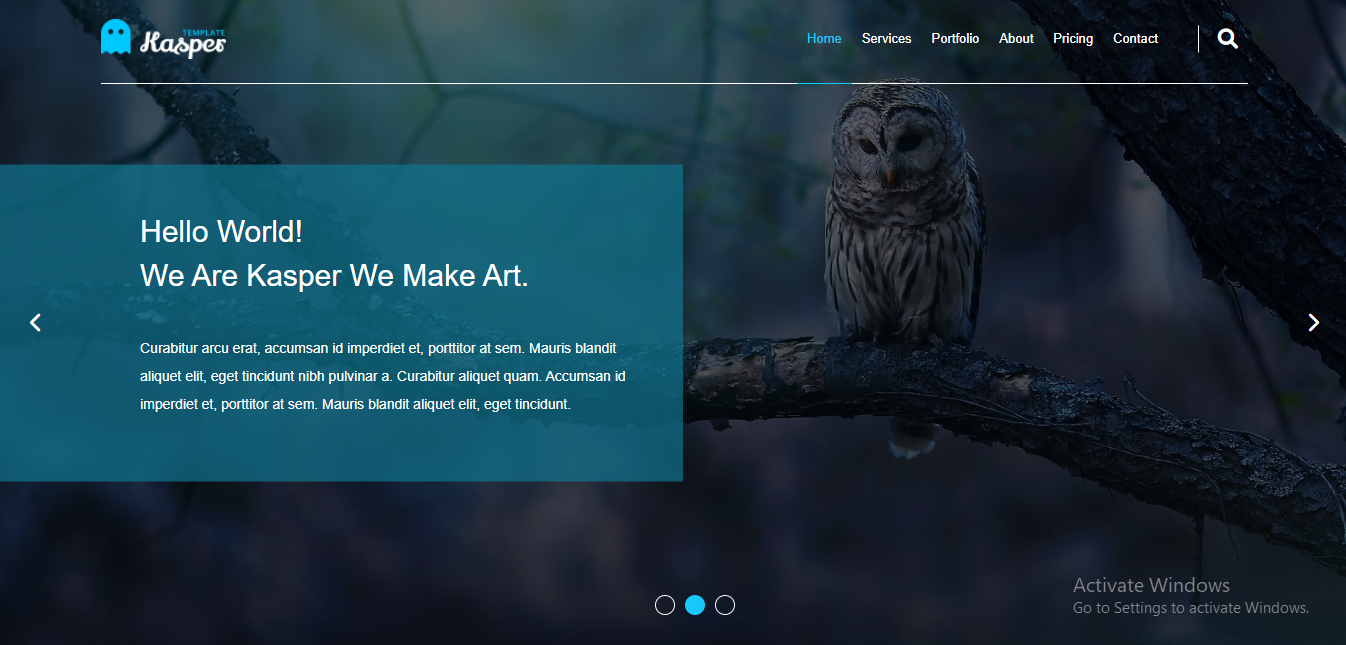 TEMPLATE
Kasper
Home Services Portfolio About Pricing Contact
Hello World!
We Are Kasper We Make Art.
Curabitur arcu erat, accumsan id imperdiet et, porttitor at sem. Mauris blandit
aliquet elit, eget tincidunt nibh pulvinar a. Curabitur aliquet quam. Accumsan id
imperdiet et, porttitor at sem. Mauris blandit aliquet elit, eget tincidunt.
Activate Windows
Go to Settings to activate Windows.